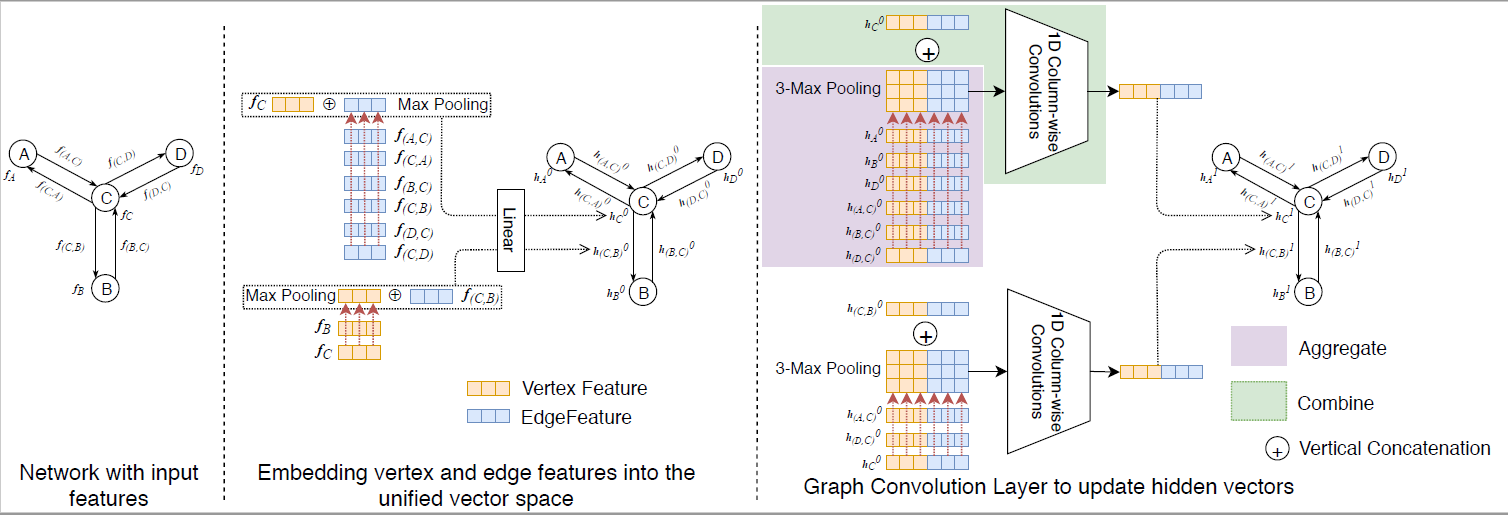 A
D
C
B
f_A
f_(A,C)
f_(C,A)
f_(C,D)
f_(D,C)
f_D
f_C
f_(C,B)
f_(B,C)
f_B
Network with input
features
f_C ⊕ Max Pooling
f_(A,C)
f_(C,A)
f_(B,C)
f_(C,B)
f_(D,C)
f_(C,D)
Max Pooling ⊕ f_(C,B)
f_B
f_C
Linear
A
D
C
B
h_A^0
h_(A,C)^0
h_(C,A)^0
h_(C,D)^0
h_(D,C)^0
h_D^0
h_C^0
h_(C,B)^0
h_(B,C)^0
h_B^0
Vertex Feature
EdgeFeature
Embedding vertex and edge features into the
unified vector space
h_C^0
+
3-Max Pooling
h_A^0
h_B^0
h_D^0
h_(A,C)^0
h_(B,C)^0
h_(D,C)^0
1D Column-wise
Convolutions
h_(C,B)^0
+
3-Max Pooling
h_(A,C)^0
h_(D,C)^0
h_C^0
1D Column-wise
Convolutions
A
D
C
B
h_A^1
h_(A,C)^1
h_(C,A)^1
h_(C,D)^1
h_(D,C)^1
h_D^1
h_C^1
h_(C,B)^1
h_(B,C)^1
h_B^1
Aggregate
Combine
+ Vertical Concatenation
Graph Convolution Layer to update hidden vectors